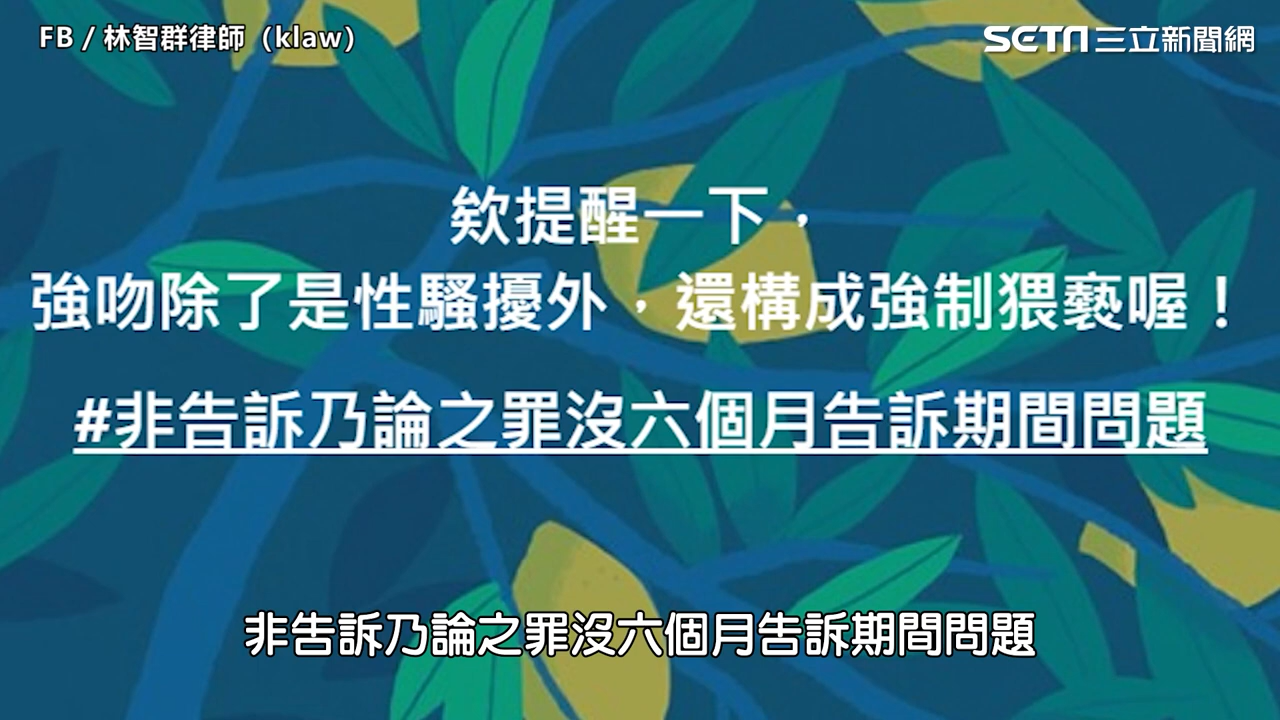 FB / 林智群律師（klaw）
SETN三立新聞網
欸提醒一下，
強吻除了是性騷擾外，還構成強制猥褻喔！
#非告訴乃論之罪沒六個月告訴期間問題
非告訴乃論之罪沒六個月告訴期間問題